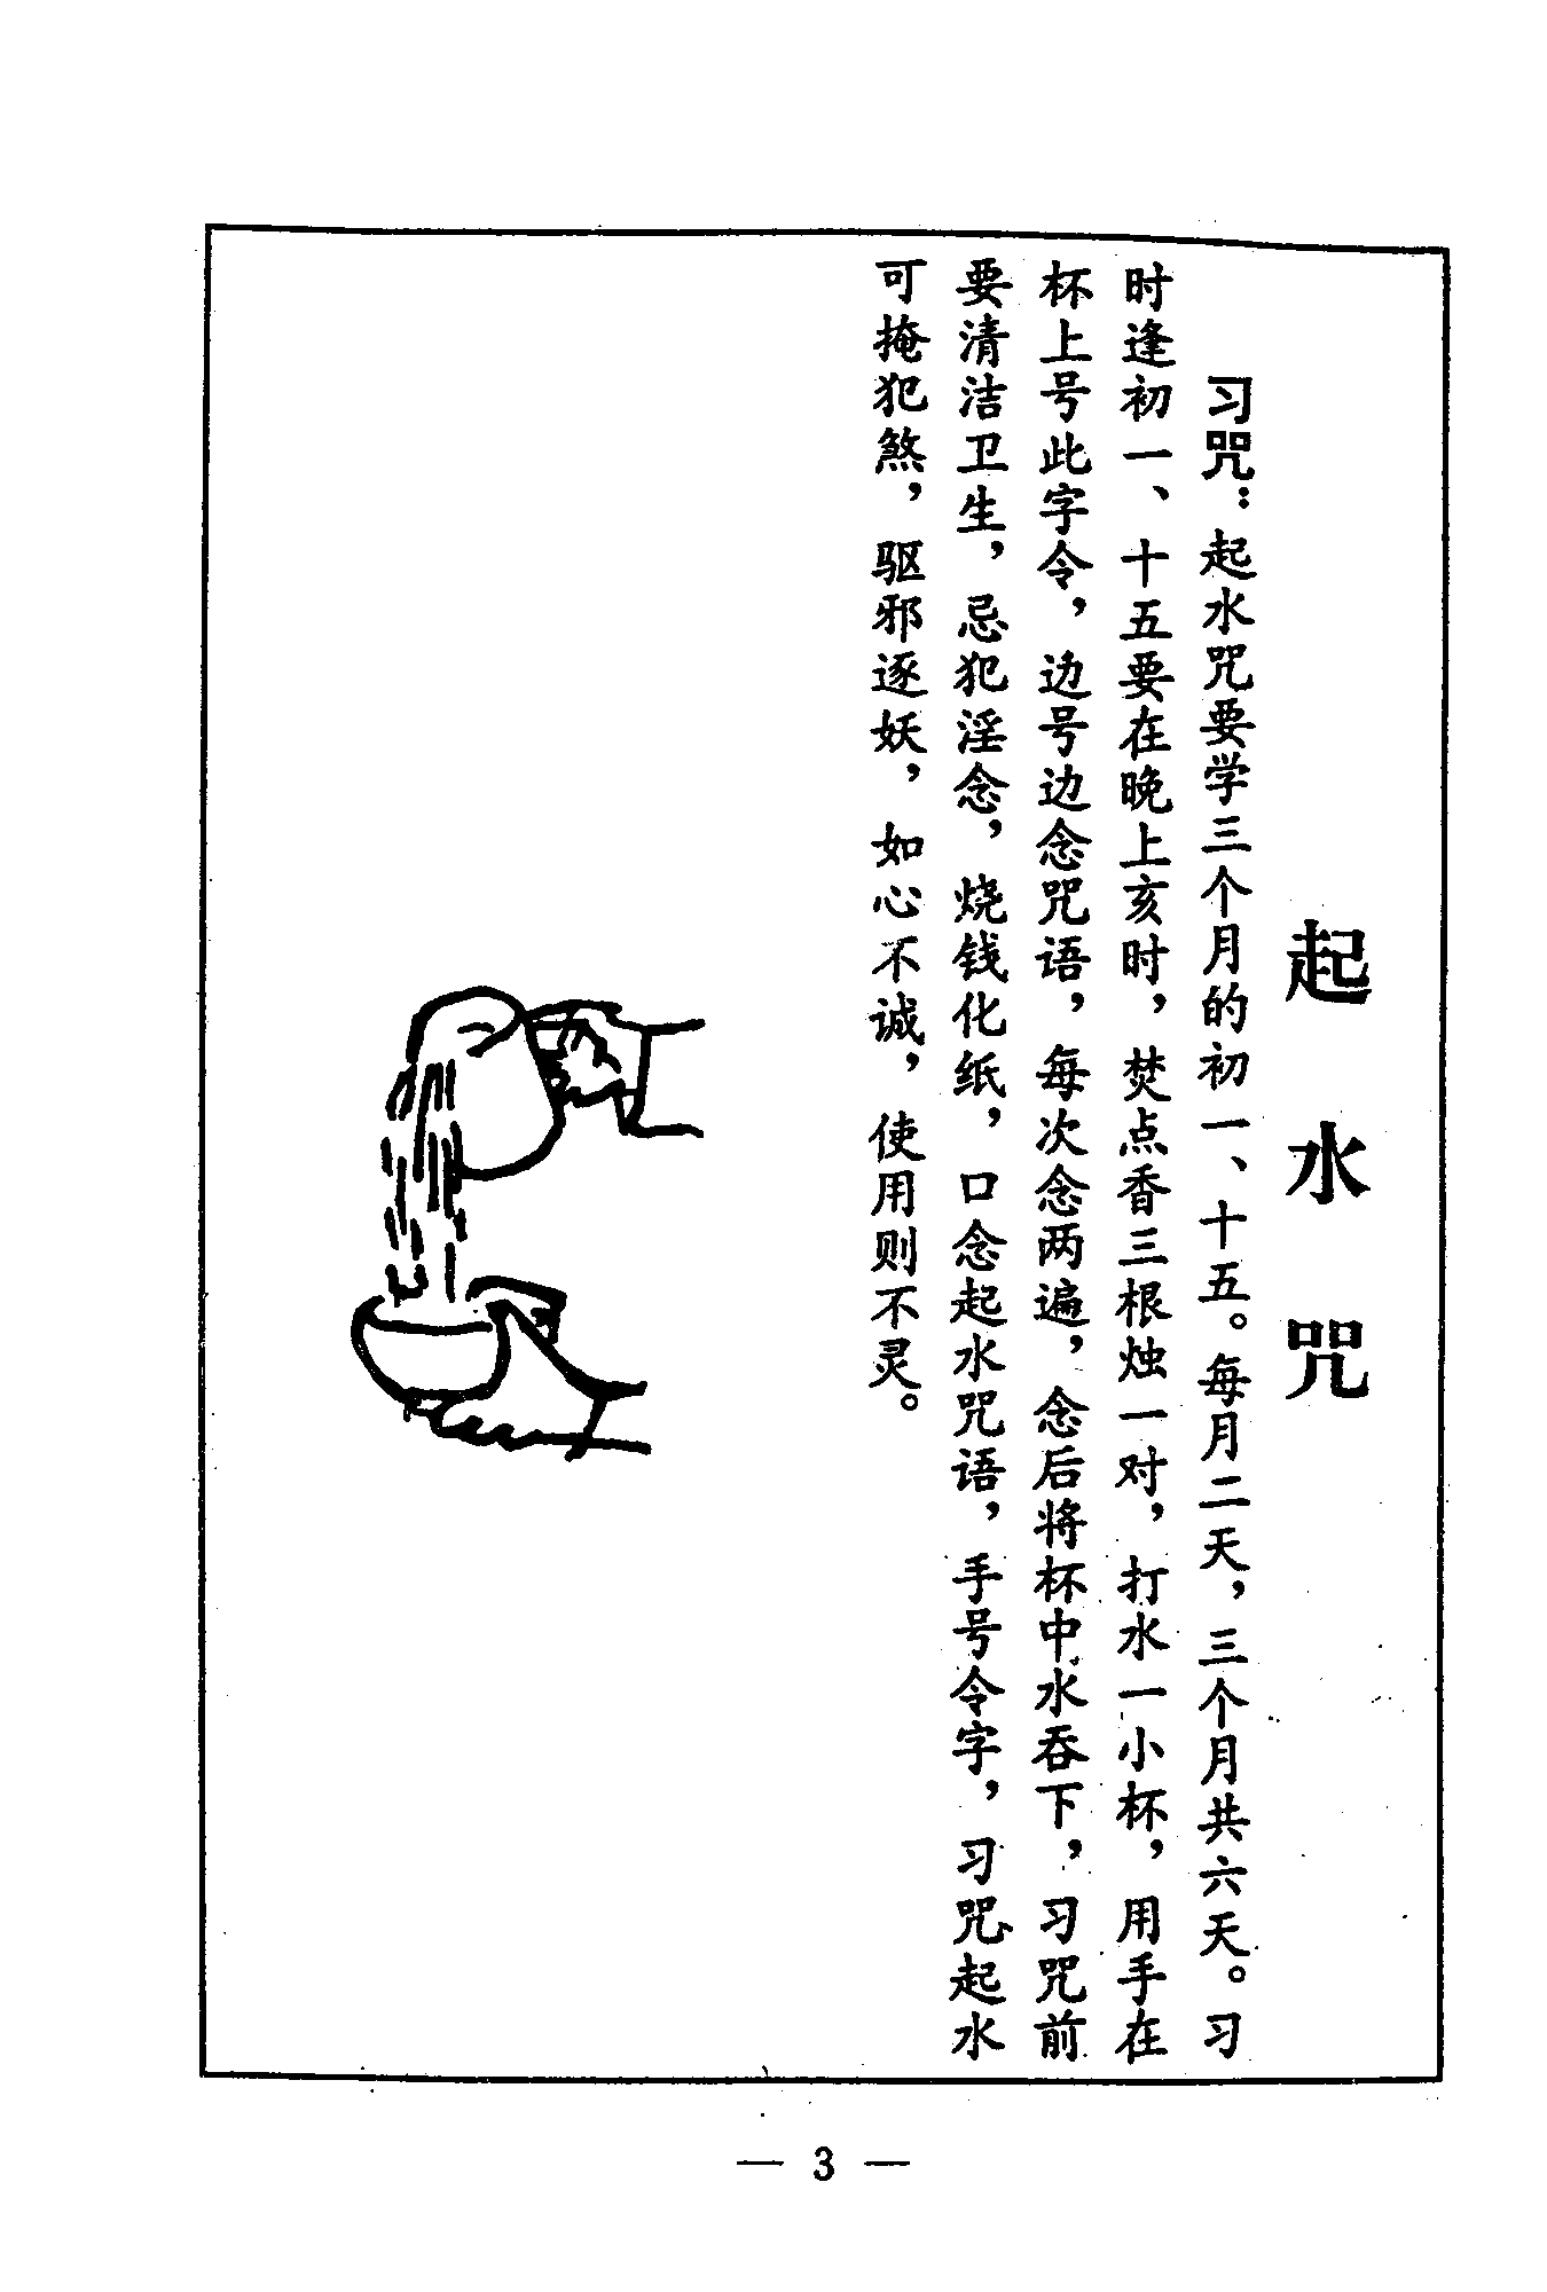 起水咒
习咒：起水咒要学三个月的初一、十五。每月二天，三个月共六天。习
时逢初一、十五要在晚上亥时，焚点香三根烛一对，打水一小杯，用手在
杯上号此字令，边号边念咒语，每次念两遍，念后将杯中水吞下，习咒前
要清洁卫生，忌犯淫念，烧钱化纸，口念起水咒语，手号令字，习咒起水
可掩犯煞，驱邪逐妖，如心不诚，使用则不灵。
— 3 —